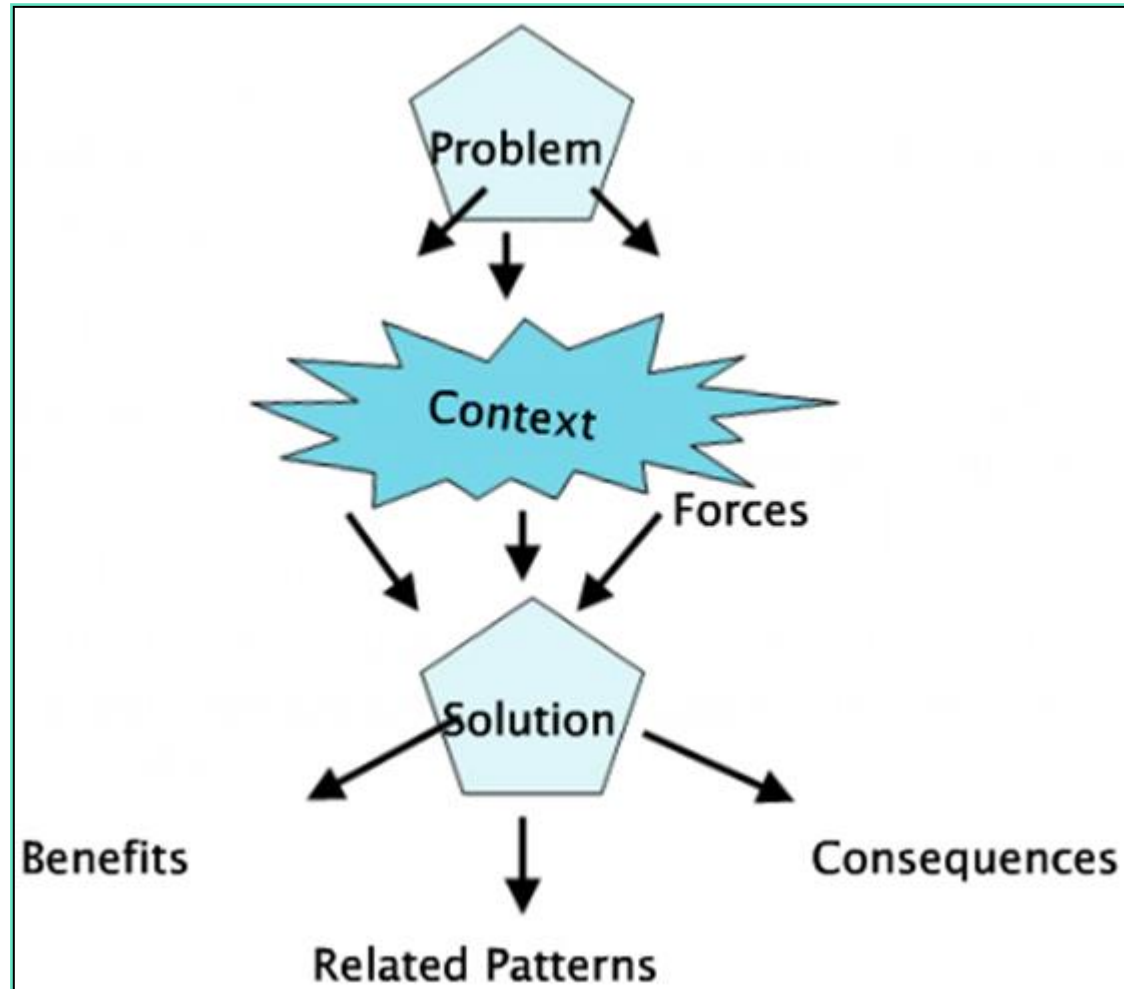 Problem
Context
Forces
Solution
Benefits
Consequences
Related Patterns